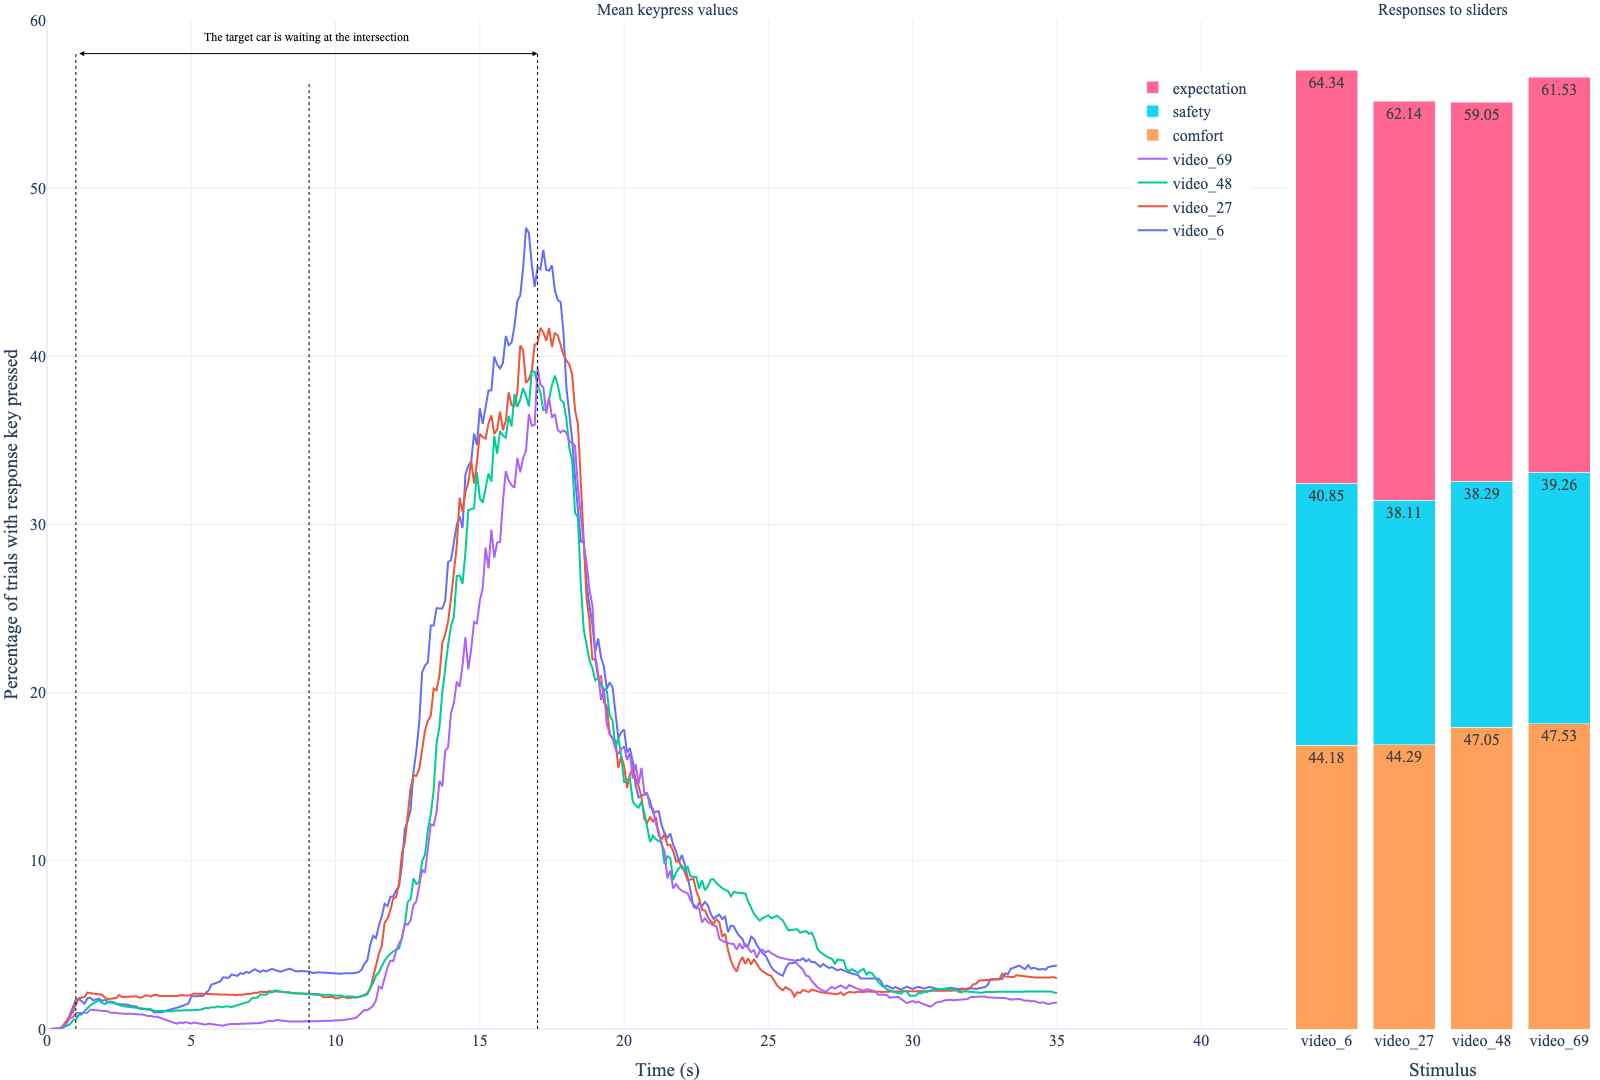 Mean keypress values
Responses to sliders
The target car is waiting at the intersection
60
50
40
30
20
10
0
Percentage of trials with response key pressed
0 5 10 15 20 25 30 35 40
Time (s)
expectation
safety
comfort
video_69
video_48
video_27
video_6
64.34 62.14 59.05 61.53
40.85 38.11 38.29 39.26
44.18 44.29 47.05 47.53
video_6 video_27 video_48 video_69
Stimulus